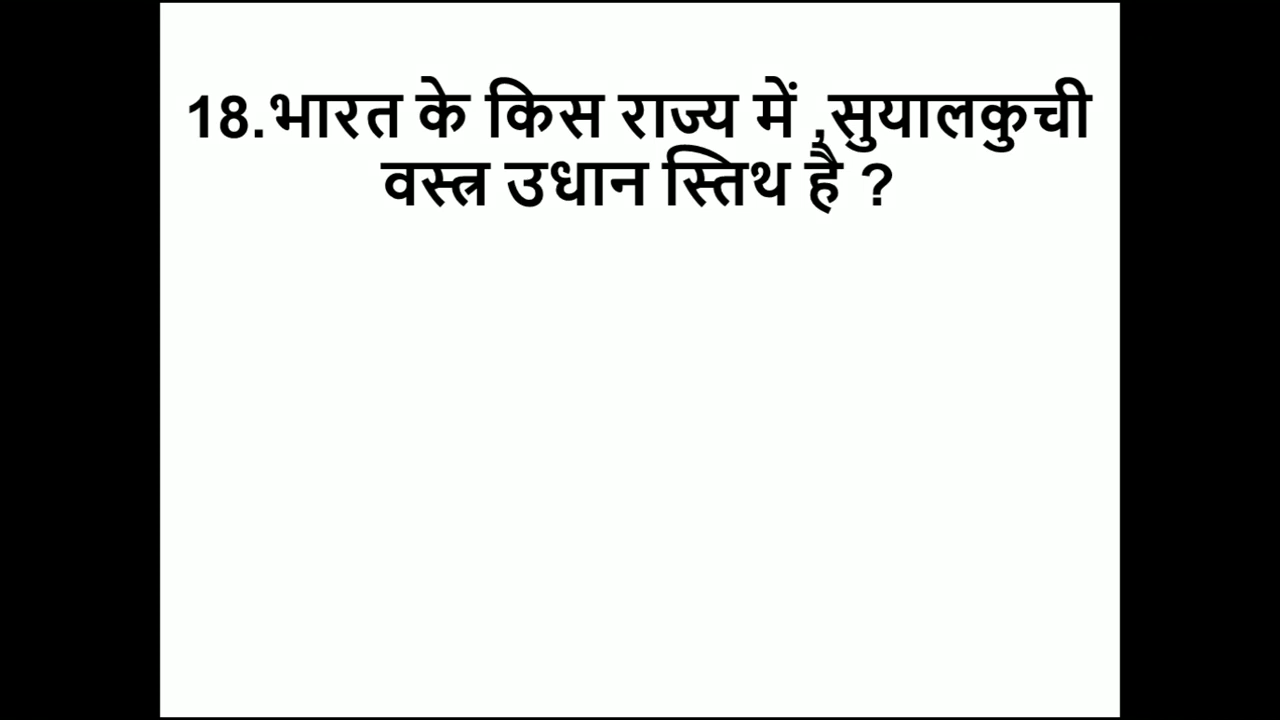 18.भारत के किस राज्य में ,सुयालकुची
वस्त्र उधान स्तिथ है ?